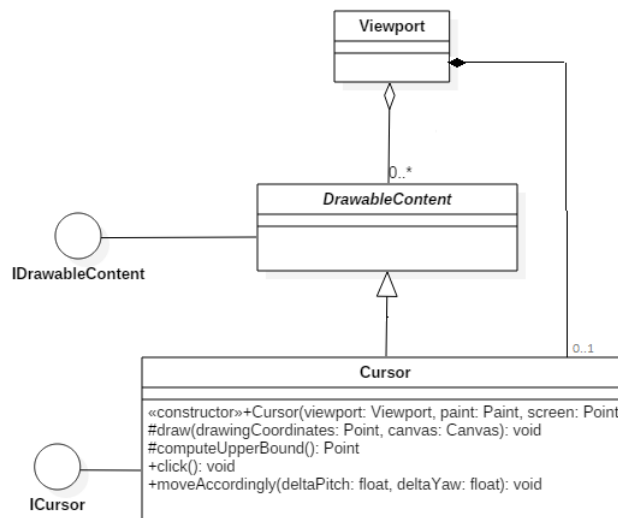 Viewport
0..*
DrawableContent
IDrawableContent
0..1
Cursor
«constructor»+Cursor(viewport: Viewport, paint: Paint, screen: Point
#draw(drawingCoordinates: Point, canvas: Canvas): void
#computeUpperBound(): Point
+click(): void
+moveAccordingly(deltaPitch: float, deltaYaw: float): void
ICursor